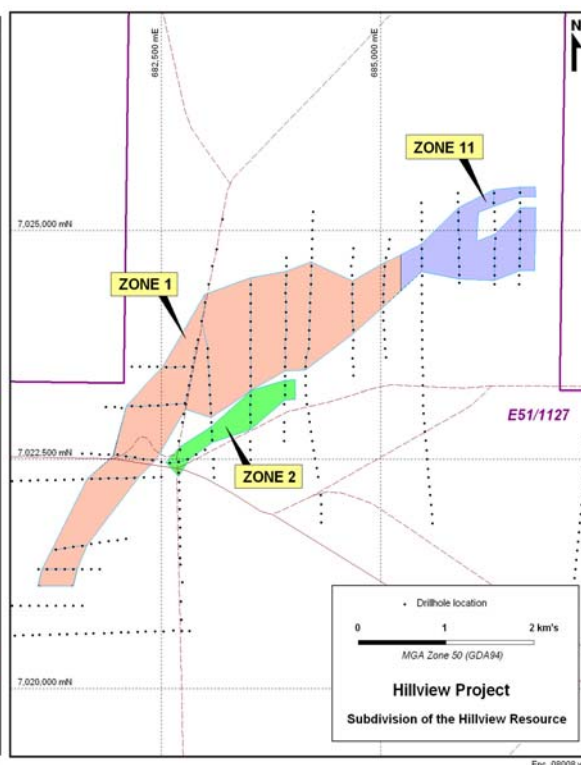 682,500 mE
685,000 mE
N
ZONE 11
7,025,000 mN
ZONE 1
E51/1127
7,022,500 mN
ZONE 2
Drillhole location
0 1 2 km's
MGA Zone 50 (GDA94)
7,020,000 mN
Hillview Project
Subdivision of the Hillview Resource